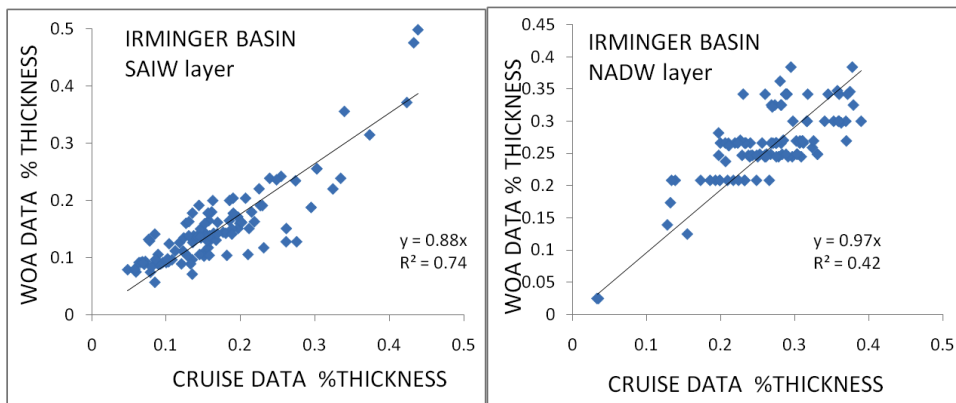 IRMINGER BASIN
SAIW layer
WOA DATA % THICKNESS
0.5
0.4
0.3
0.2
0.1
0
y = 0.88x
R² = 0.74
0
0.1
0.2
0.3
0.4
0.5
CRUISE DATA %THICKNESS
IRMINGER BASIN
NADW layer
WOA DATA % THICKNESS
0.45
0.4
0.35
0.3
0.25
0.2
0.15
0.1
0.05
0
y = 0.97x
R² = 0.42
0
0.1
0.2
0.3
0.4
0.5
CRUISE DATA %THICKNESS